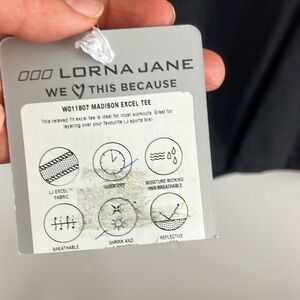 LORNA JANE
WE ♡ THIS BECAUSE
W011807 MADISON EXCEL TEE
This relaxed fit excel tee is ideal for most workouts. Great for
layering over your favourite LJ sports bra!
LJ EXCEL™
FABRIC
QUICK DRY
MOISTURE WICKING
AND BREATHABLE
BREATHABLE
SHRINK AND
REFLECTIVE